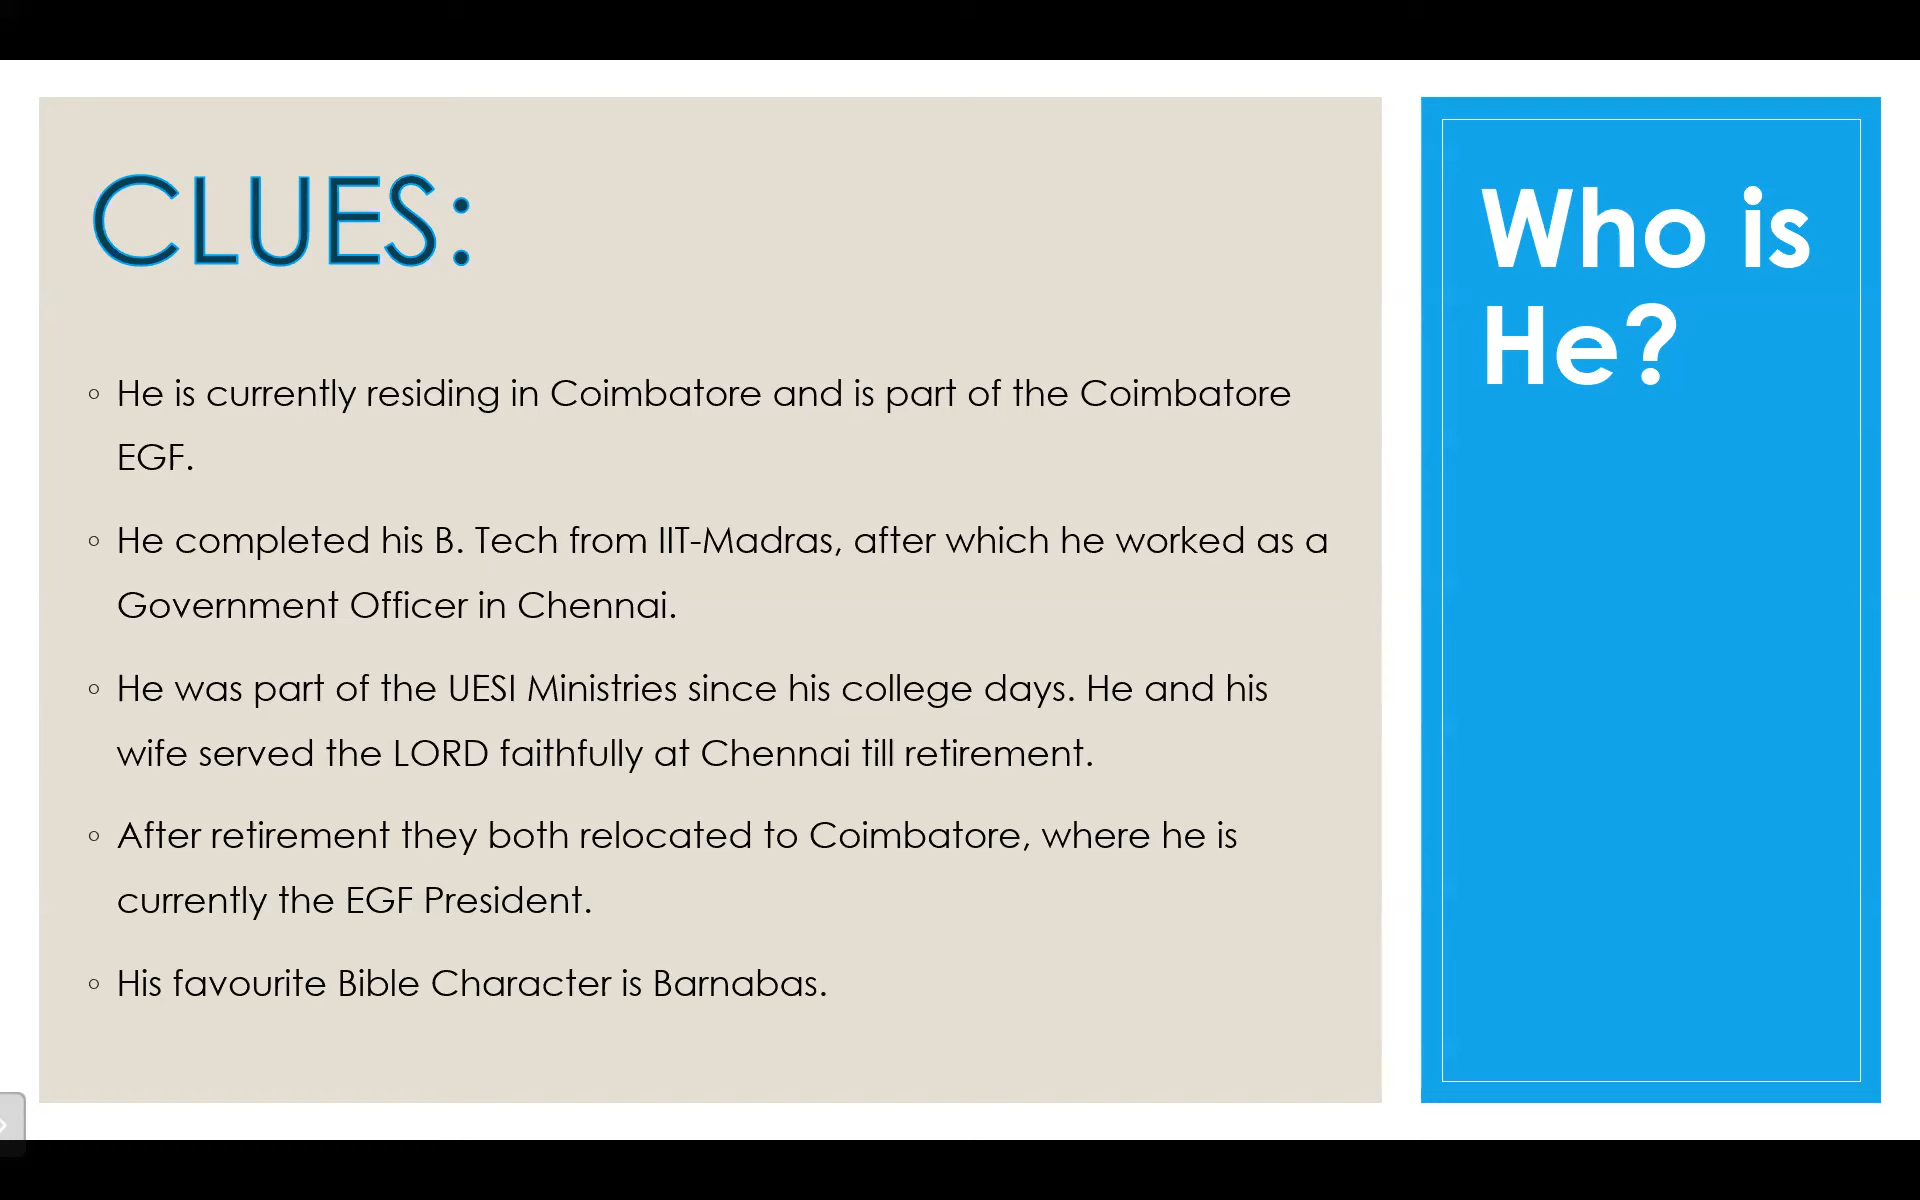 CLUES:
◦ He is currently residing in Coimbatore and is part of the Coimbatore
EGF.
◦ He completed his B. Tech from IIT-Madras, after which he worked as a
Government Officer in Chennai.
◦ He was part of the UESI Ministries since his college days. He and his
wife served the LORD faithfully at Chennai till retirement.
◦ After retirement they both relocated to Coimbatore, where he is
currently the EGF President.
◦ His favourite Bible Character is Barnabas.
Who is
He?